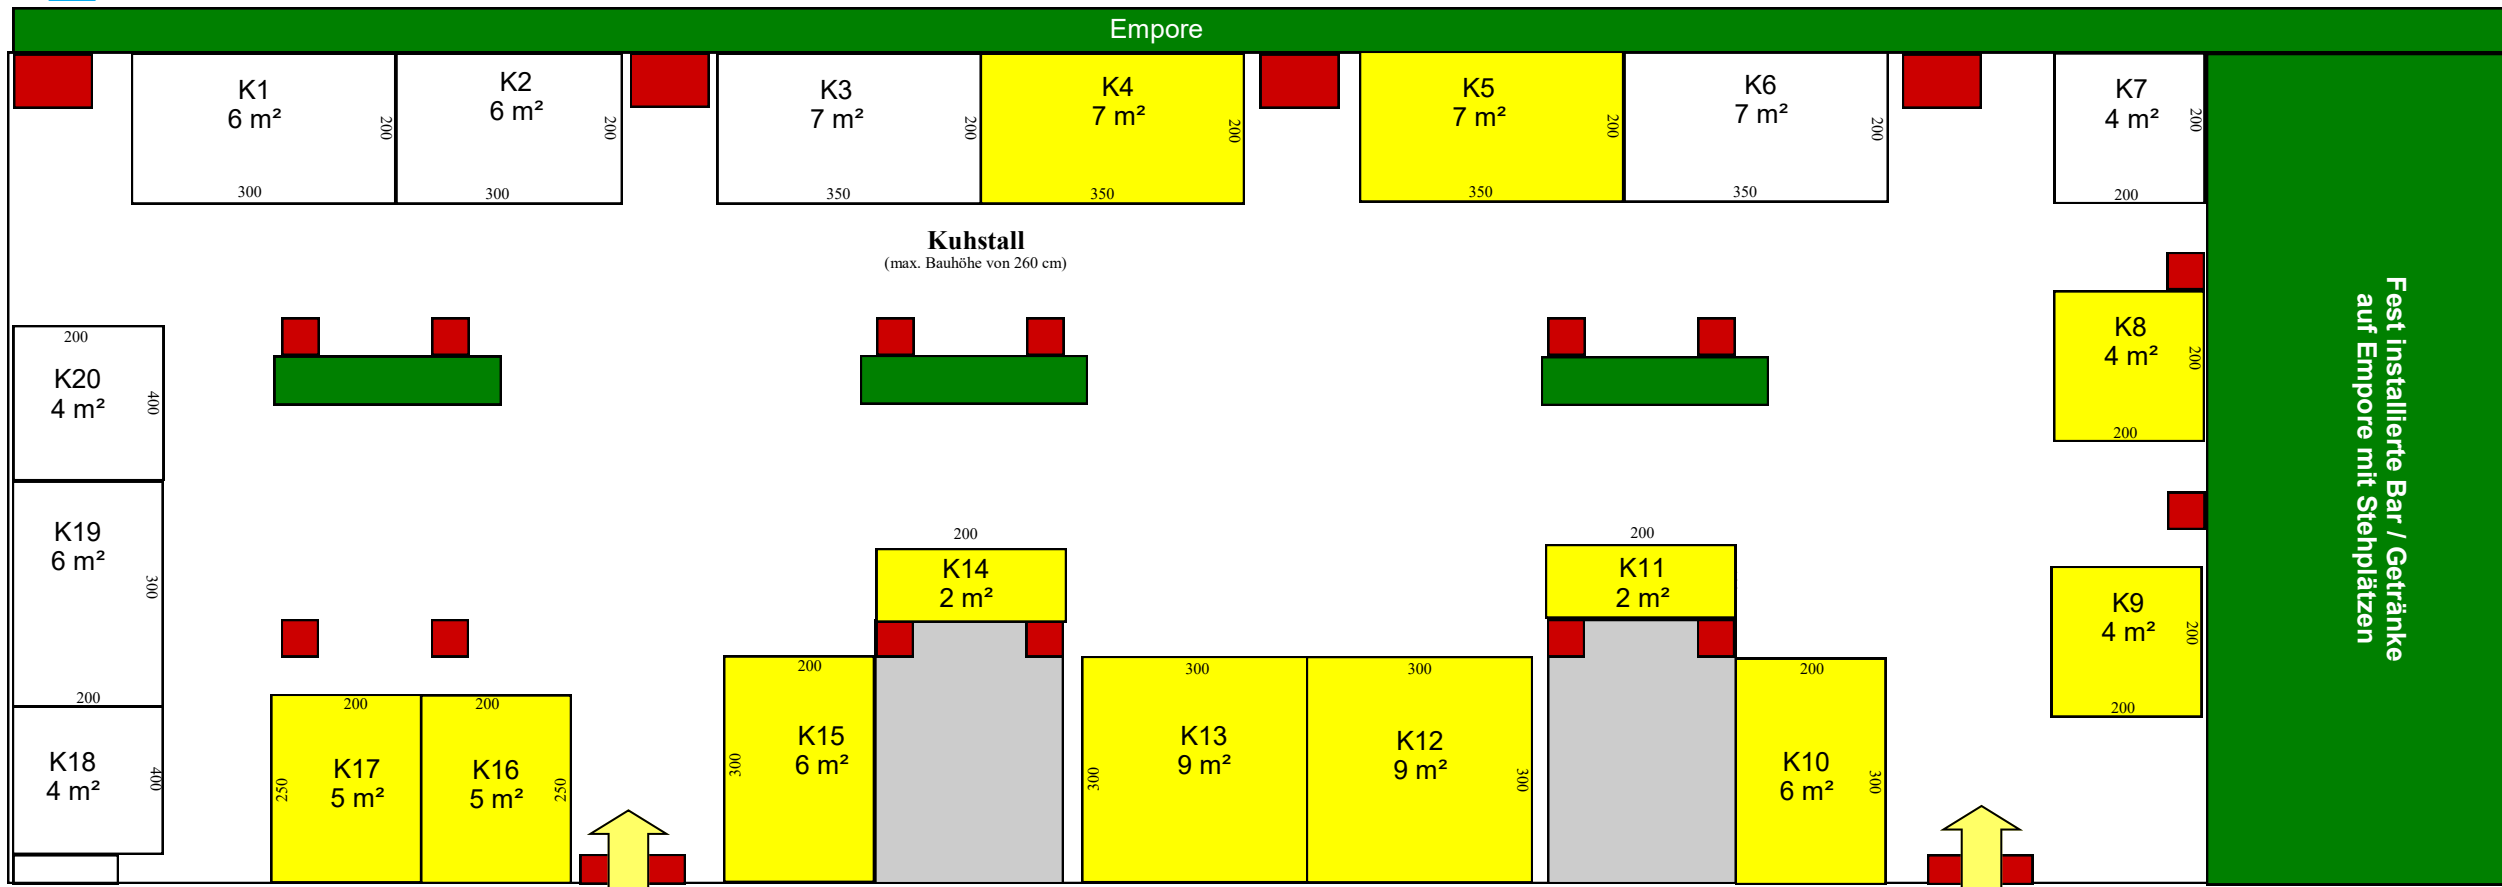 Empore
K1
6 m²
200
300
K2
6 m²
200
300
K3
7 m²
200
350
K4
7 m²
200
350
K5
7 m²
200
350
K6
7 m²
200
350
K7
4 m²
200
200
Kuhstall
(max. Bauhöhe von 260 cm)
Fest installierte Bar / Getränke
auf Empore mit Stehplätzen
K8
4 m²
200
200
200
K20
4 m²
400
K19
6 m²
300
200
K18
4 m²
400
200
K17
5 m²
250
200
K16
5 m²
250
200
K15
6 m²
300
200
K14
2 m²
300
K13
9 m²
300
300
K12
9 m²
300
200
K11
2 m²
200
K10
6 m²
300
K9
4 m²
200
200